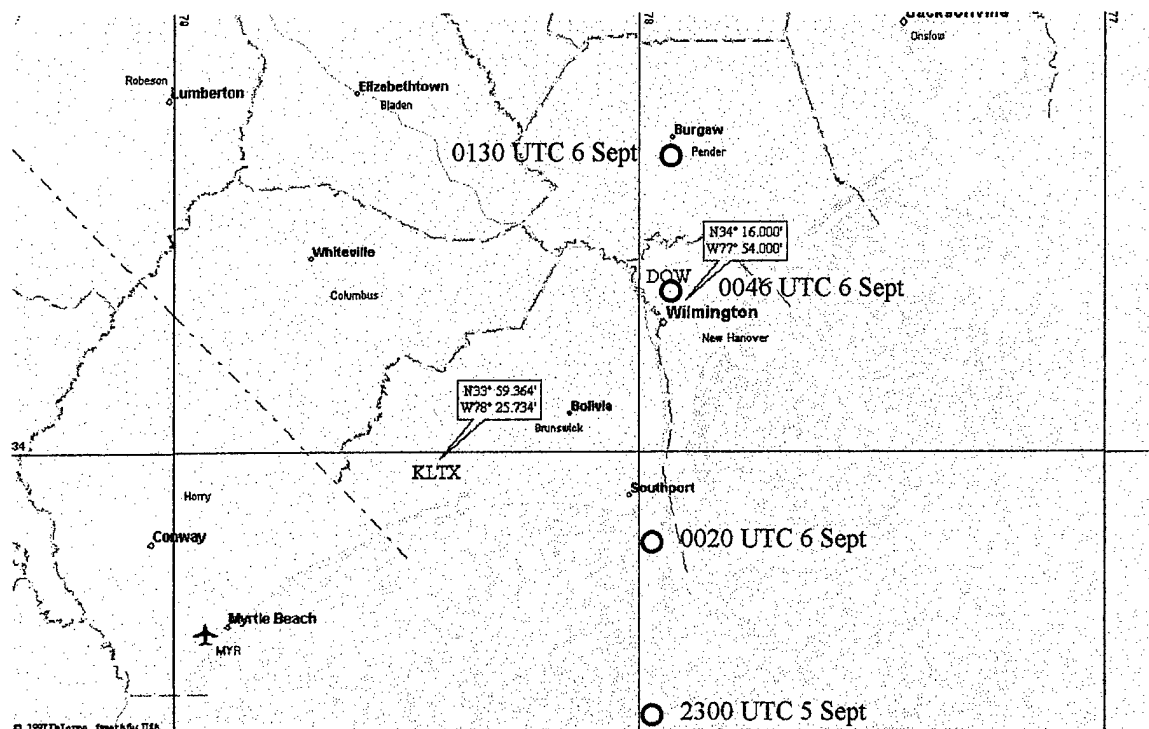 79
78
77
Jacksonville
Onslow
Robeson
Lumberton
Elizabethtown
Bladen
Burgaw
0130 UTC 6 Sept
Pender
N34° 16.000'
W77° 54.000'
Whiteville
DOW
0046 UTC 6 Sept
Columbus
Wilmington
New Hanover
N33° 59.364'
W78° 25.734'
Bolivia
Brunswick
34
KLTX
Southport
Horry
0020 UTC 6 Sept
Conway
Myrtle Beach
MYR
2300 UTC 5 Sept